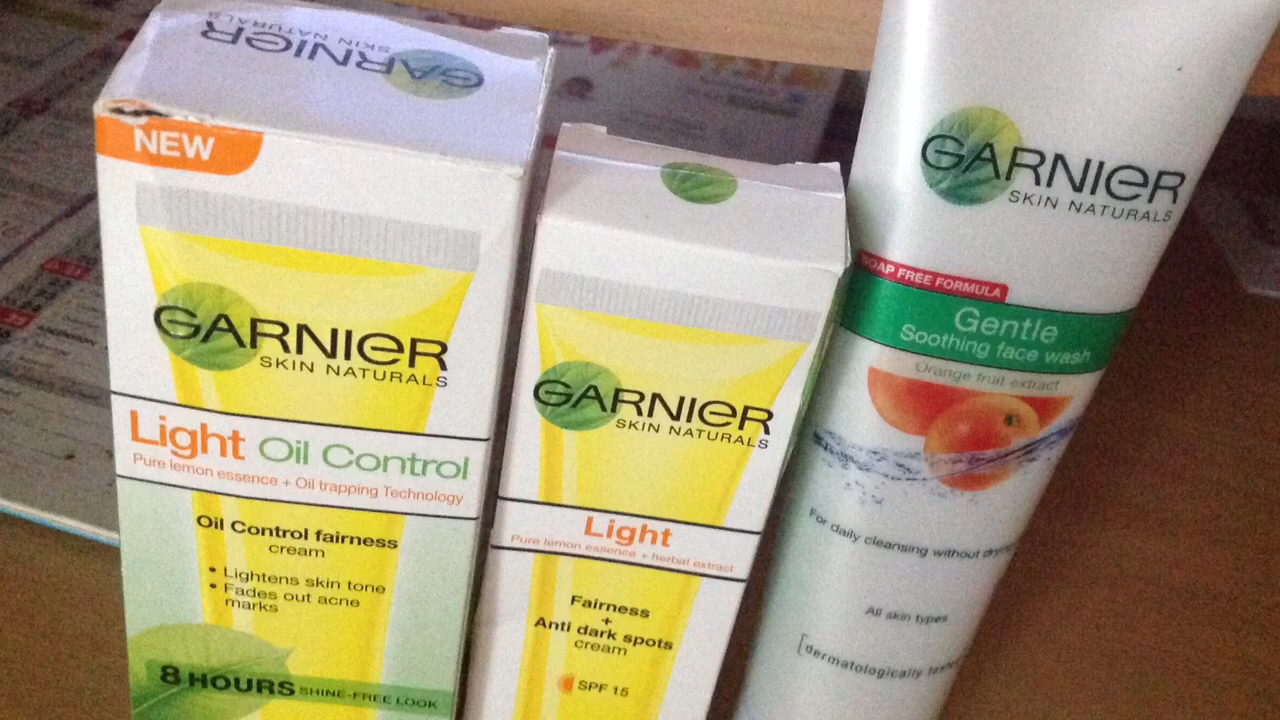 GARNIER
SKIN NATURALS
NEW
GARNIER
SKIN NATURALS
Light Oil Control
Pure lemon essence + Oil trapping Technology
Oil Control fairness
cream
• Lightens skin tone
• Fades out acne
marks
8 HOURS SHINE-FREE LOOK
GARNIER
SKIN NATURALS
Light
Pure lemon essence + herbal extract
Fairness
+
Anti dark spots
cream
SPF 15
GARNIER
SKIN NATURALS
SOAP FREE FORMULA
Gentle
Soothing face wash
Orange fruit extract
For daily cleansing without
All skin types
dermatologically